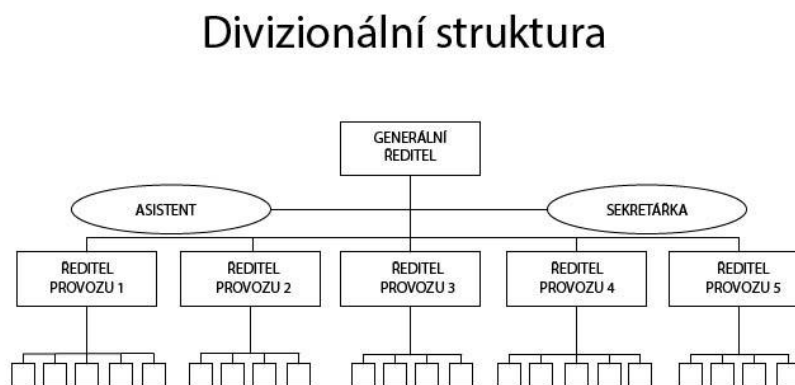 Divizionální struktura
GENERÁLNÍ
ŘEDITEL
ASISTENT
SEKRETÁŘKA
ŘEDITEL
PROVOZU 1
ŘEDITEL
PROVOZU 2
ŘEDITEL
PROVOZU 3
ŘEDITEL
PROVOZU 4
ŘEDITEL
PROVOZU 5